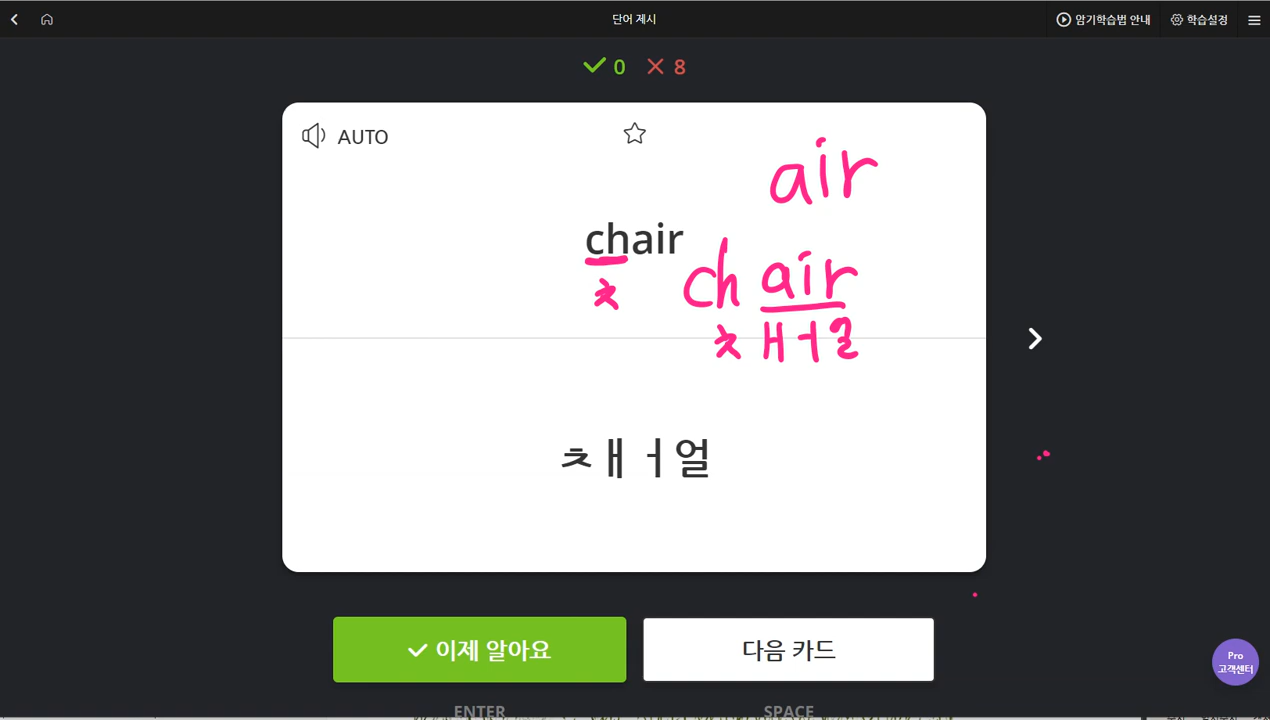 단어 제시
암기학습법 안내
학습설정
0 8
AUTO
air
chair
ch air
ㅊ
ㅊ ㅐㅓㄹ
ㅊㅐㅓ얼
이제 알아요
다음 카드
Pro
고객센터
ENTER
SPACE